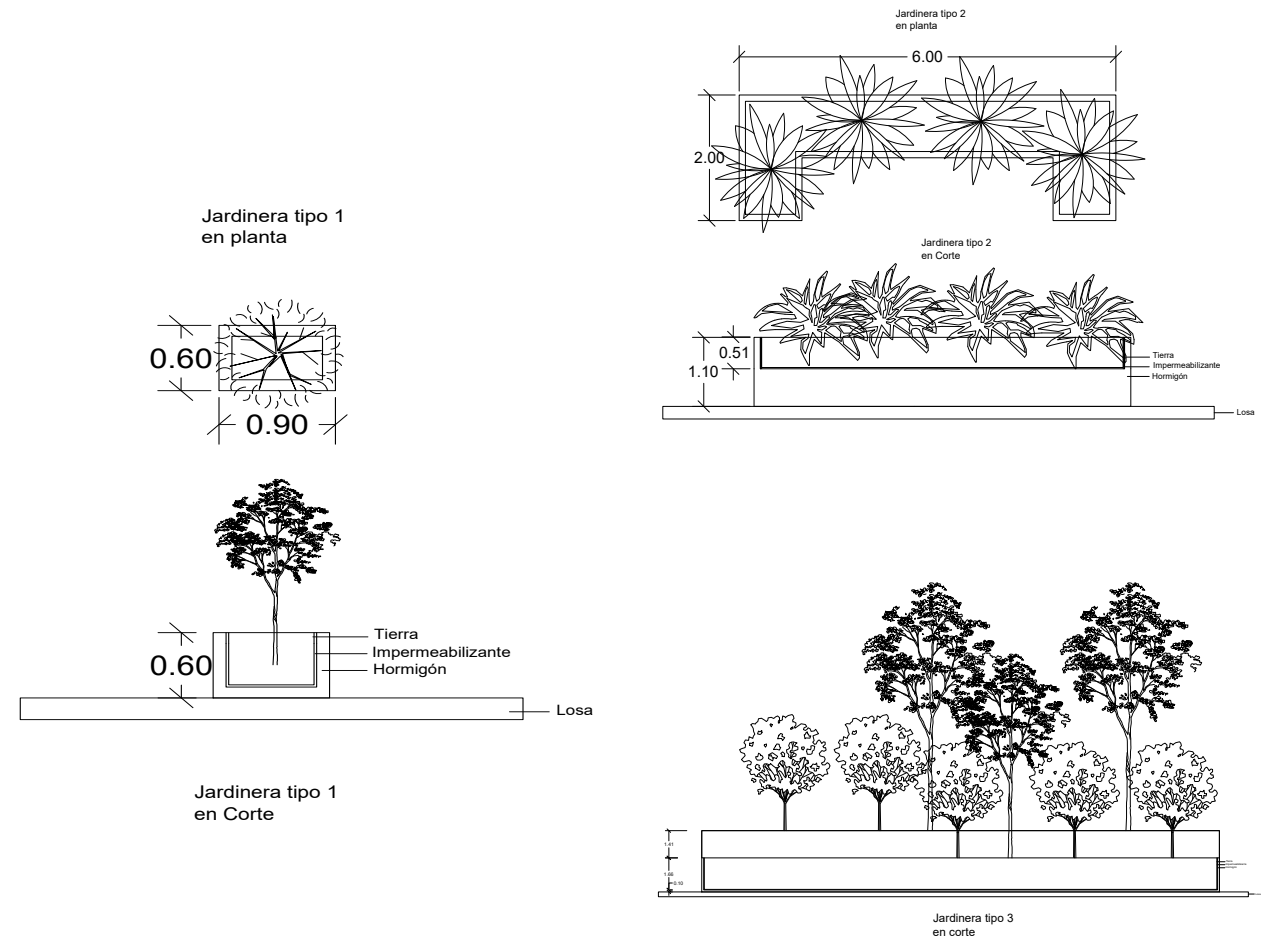 Jardinera tipo 1
en planta
0.60
0.90
0.60
Tierra
Impermeabilizante
Hormigón
Losa
Jardinera tipo 1
en Corte
Jardinera tipo 2
en planta
6.00
2.00
Jardinera tipo 2
en Corte
0.51
1.10
Tierra
Impermeabilizante
Hormigón
Losa
1.41
0.10
Jardinera tipo 3
en corte